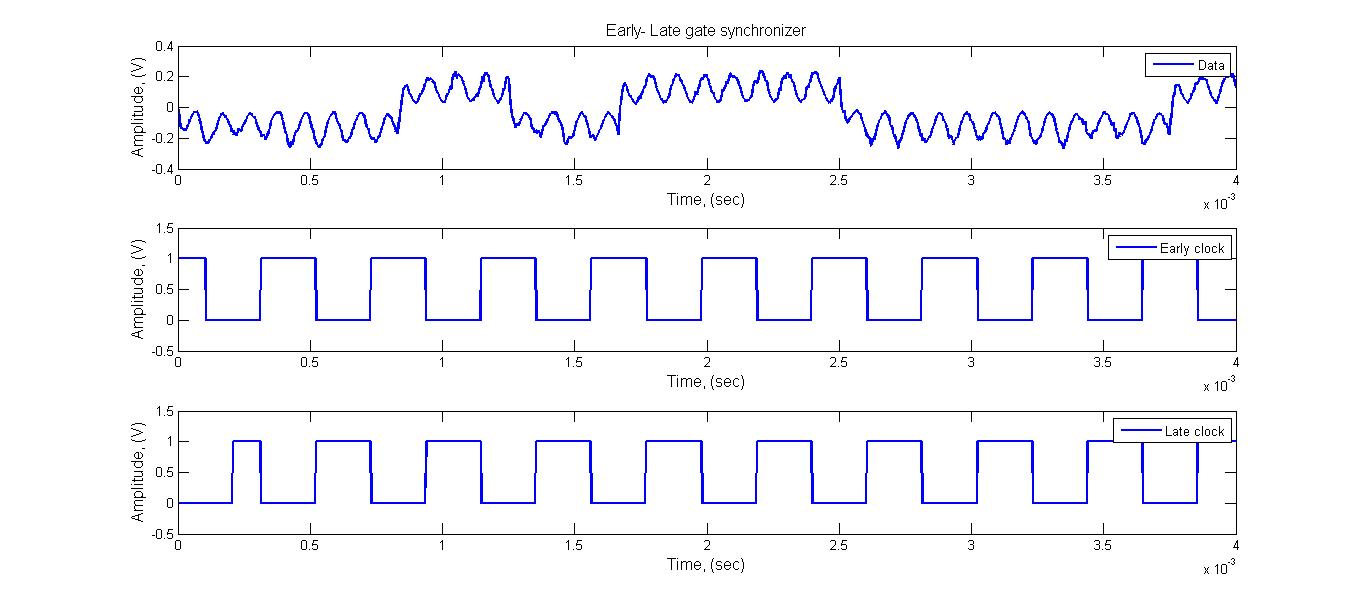 Early- Late gate synchronizer
Amplitude, (V)
0.4
0.2
0
-0.2
-0.4
Data
0 0.5 1 1.5 2 2.5 3 3.5 4
Time, (sec)
x 10-3
Amplitude, (V)
1.5
1
0.5
0
-0.5
Early clock
0 0.5 1 1.5 2 2.5 3 3.5 4
Time, (sec)
x 10-3
Amplitude, (V)
1.5
1
0.5
0
-0.5
Late clock
0 0.5 1 1.5 2 2.5 3 3.5 4
Time, (sec)
x 10-3